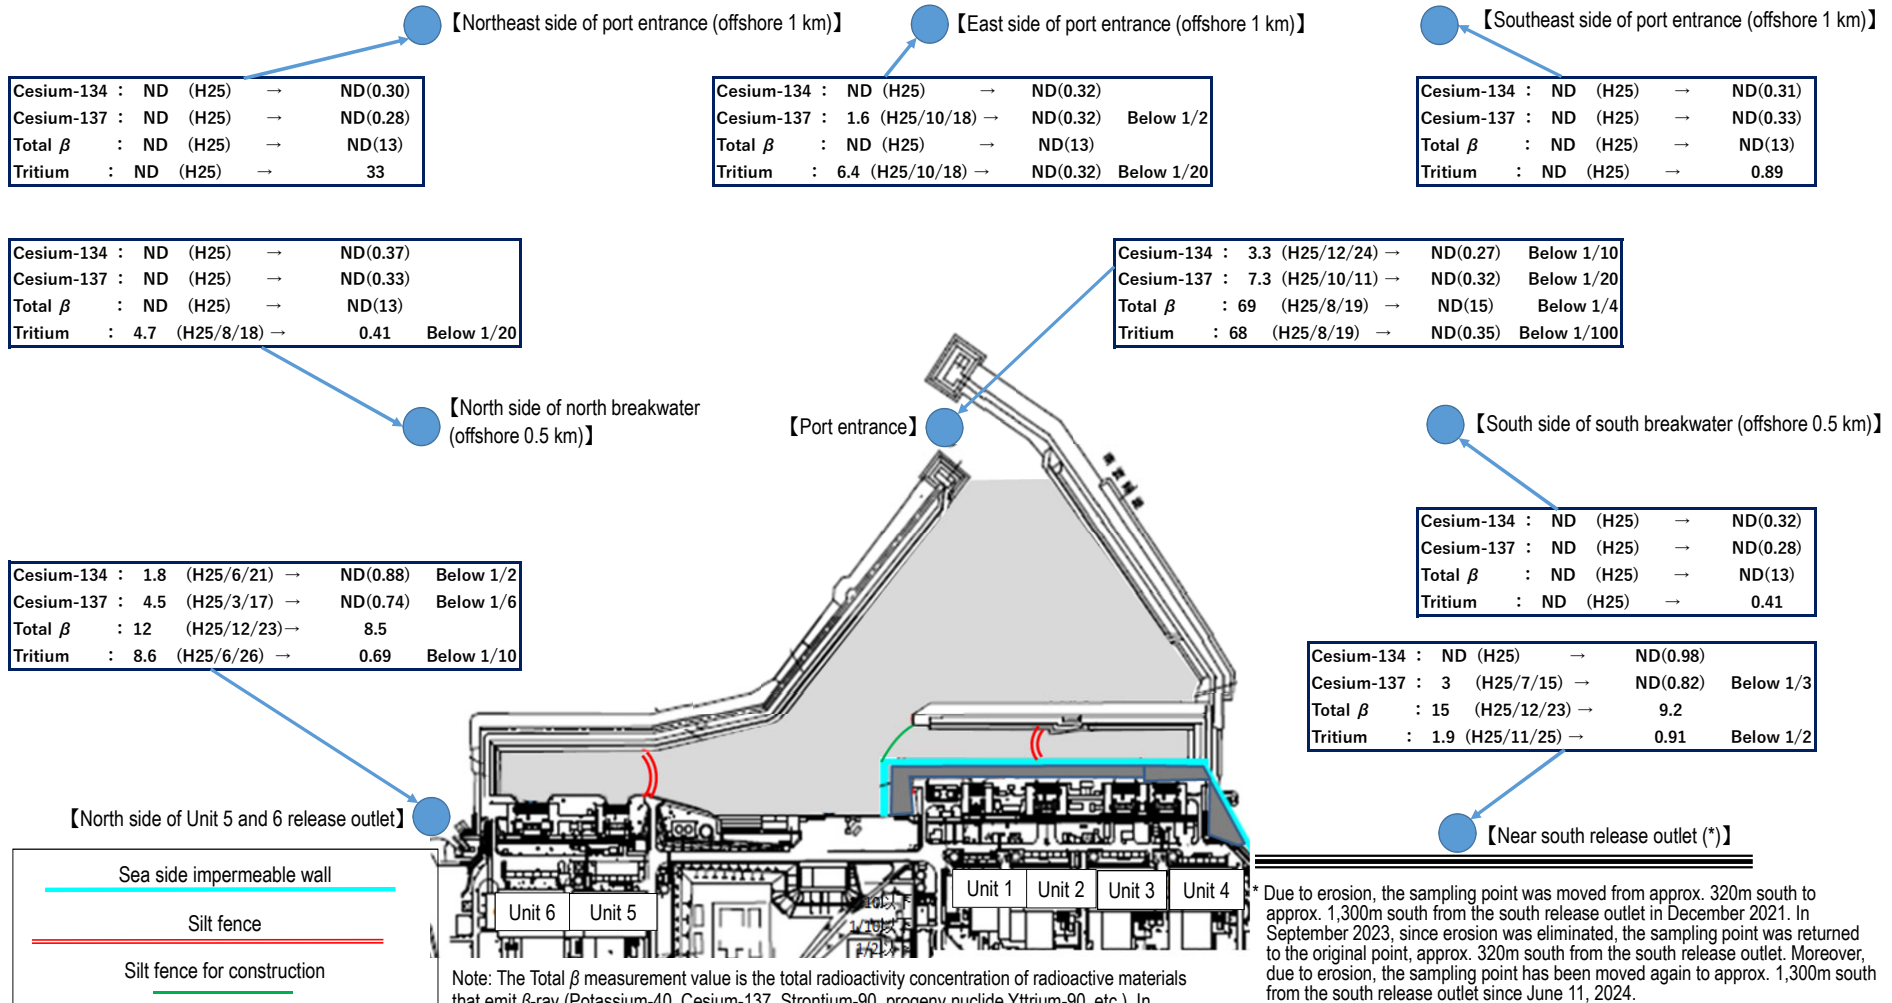 【Northeast side of port entrance (offshore 1 km)】
【East side of port entrance (offshore 1 km)】
【Southeast side of port entrance (offshore 1 km)】
Cesium-134 : ND (H25) → ND(0.30)
Cesium-137 : ND (H25) → ND(0.28)
Total β : ND (H25) → ND(13)
Tritium : ND (H25) → 33
Cesium-134 : ND (H25) → ND(0.32)
Cesium-137 : 1.6 (H25/10/18) → ND(0.32) Below 1/2
Total β : ND (H25) → ND(13)
Tritium : 6.4 (H25/10/18) → ND(0.32) Below 1/20
Cesium-134 : ND (H25) → ND(0.31)
Cesium-137 : ND (H25) → ND(0.33)
Total β : ND (H25) → ND(13)
Tritium : ND (H25) → 0.89
Cesium-134 : ND (H25) → ND(0.37)
Cesium-137 : ND (H25) → ND(0.33)
Total β : ND (H25) → ND(13)
Tritium : 4.7 (H25/8/18) → 0.41 Below 1/20
Cesium-134 : 3.3 (H25/12/24) → ND(0.27) Below 1/10
Cesium-137 : 7.3 (H25/10/11) → ND(0.32) Below 1/20
Total β : 69 (H25/8/19) → ND(15) Below 1/4
Tritium : 68 (H25/8/19) → ND(0.35) Below 1/100
【North side of north breakwater
(offshore 0.5 km)】
【Port entrance】
【South side of south breakwater (offshore 0.5 km)】
Cesium-134 : ND (H25) → ND(0.32)
Cesium-137 : ND (H25) → ND(0.28)
Total β : ND (H25) → ND(13)
Tritium : ND (H25) → 0.41
Cesium-134 : 1.8 (H25/6/21) → ND(0.88) Below 1/2
Cesium-137 : 4.5 (H25/3/17) → ND(0.74) Below 1/6
Total β : 12 (H25/12/23) → 8.5
Tritium : 8.6 (H25/6/26) → 0.69 Below 1/10
Cesium-134 : ND (H25) → ND(0.98)
Cesium-137 : 3 (H25/7/15) → ND(0.82) Below 1/3
Total β : 15 (H25/12/23) → 9.2
Tritium : 1.9 (H25/11/25) → 0.91 Below 1/2
【North side of Unit 5 and 6 release outlet】
【Near south release outlet (*)】
Sea side impermeable wall
Silt fence
Silt fence for construction
Unit 6 Unit 5
Unit 1 Unit 2 Unit 3 Unit 4
* Due to erosion, the sampling point was moved from approx. 320m south to
approx. 1,300m south from the south release outlet in December 2021. In
September 2023, since erosion was eliminated, the sampling point was returned
to the original point, approx. 320m south from the south release outlet. Moreover,
due to erosion, the sampling point has been moved again to approx. 1,300m south
from the south release outlet since June 11, 2024.
Note: The Total β measurement value is the total radioactivity concentration of radioactive materials
that emit β-ray (Potassium-40, Cesium-137, Strontium-90, progeny nuclide Yttrium-90, etc.). In